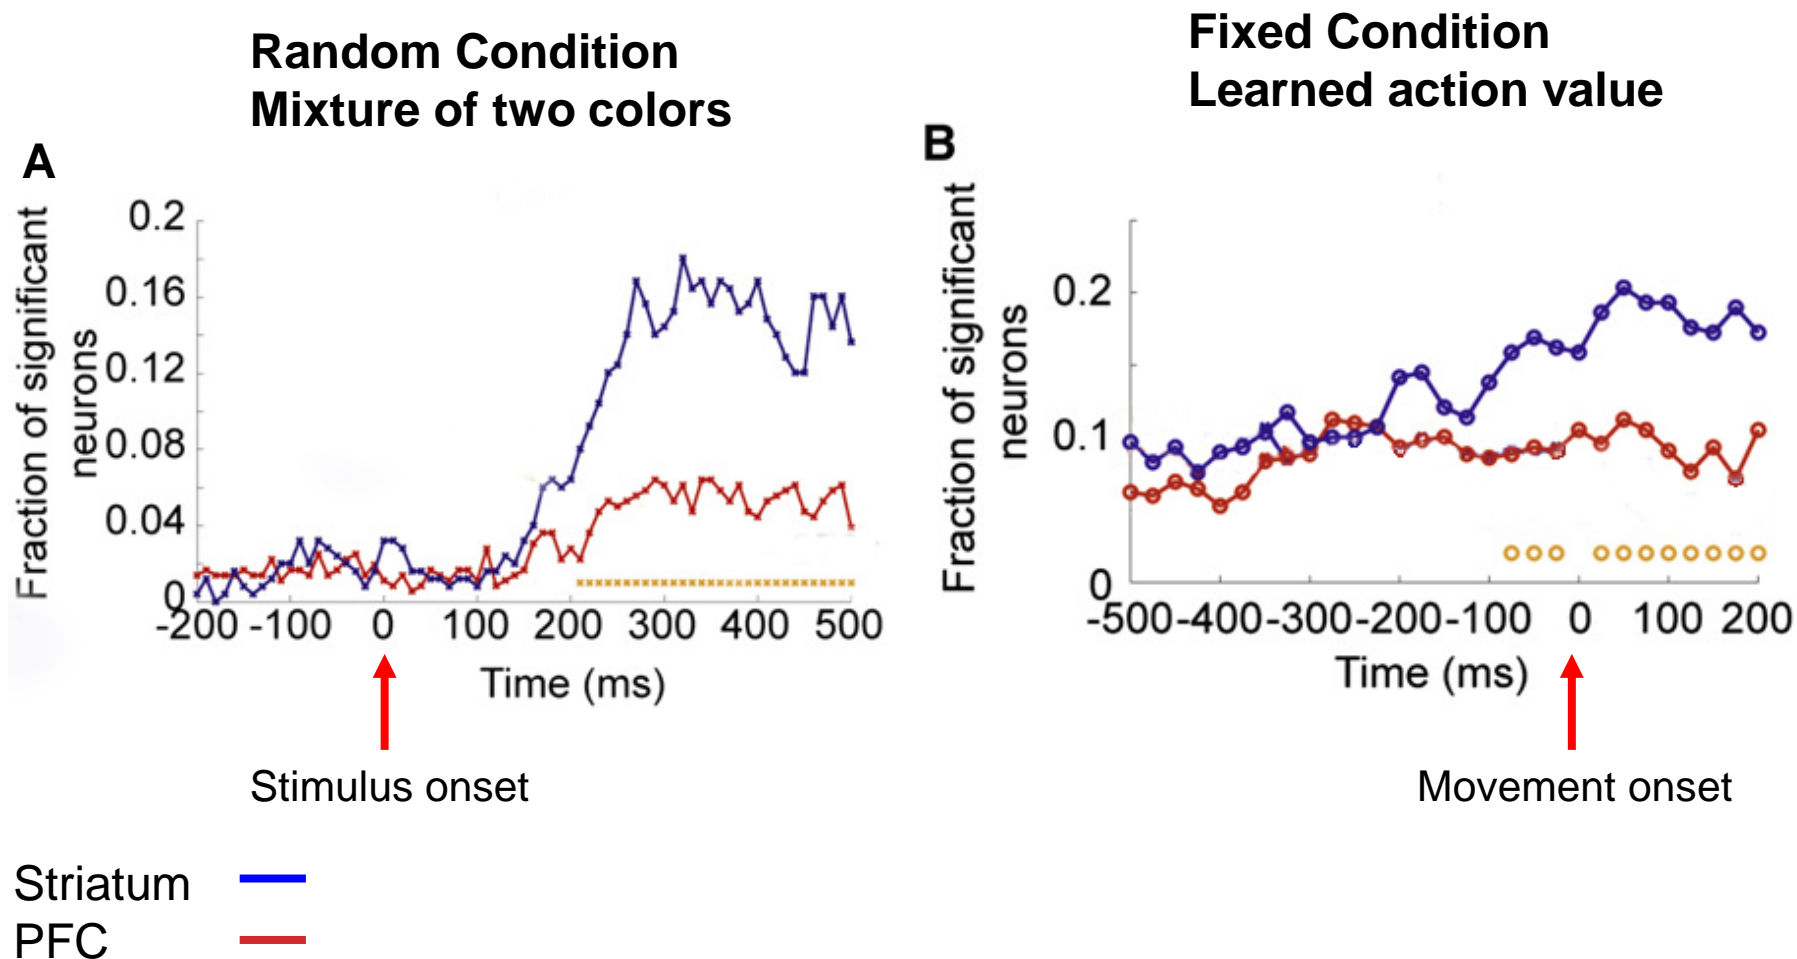 Random Condition
Mixture of two colors
A
Fraction of significant
neurons
0.2
0.16
0.12
0.08
0.04
0
-200 -100 0 100 200 300 400 500
Time (ms)
Stimulus onset
Fixed Condition
Learned action value
B
Fraction of significant
neurons
0.2
0.1
0
-500 -400 -300 -200 -100 0 100 200
Time (ms)
Movement onset
Striatum
PFC